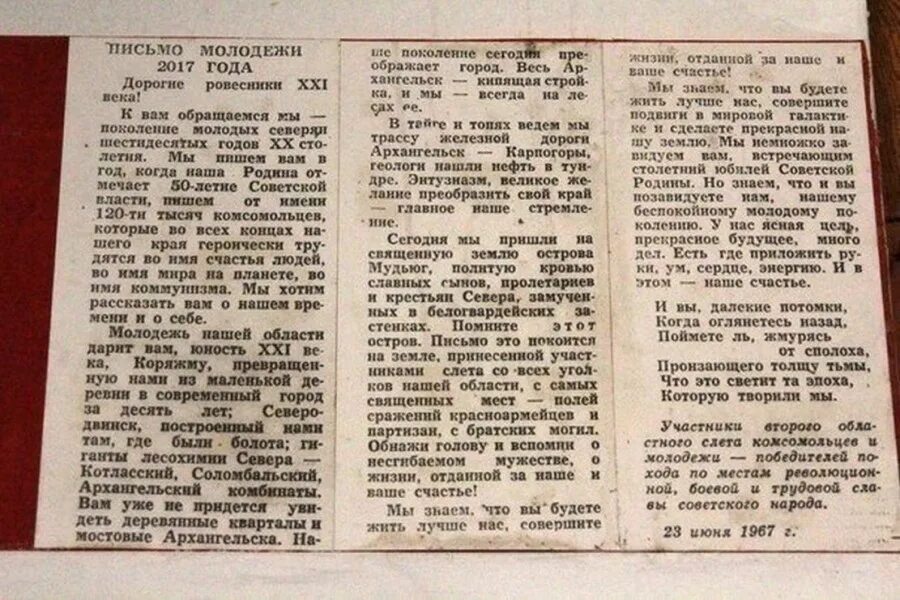 ПИСЬМО МОЛОДЕЖИ
2017 ГОДА
Дорогие ровесники XXI
века!
К вам обращаемся мы —
поколение молодых северян
шестидесятых годов XX сто-
летия. Мы пишем вам в
год, когда наша Родина от-
мечает 50-летие Советской
власти, пишем от имени
120-ти тысяч комсомольцев,
которые во всех концах на-
шего края героически тру-
дятся во имя счастья людей,
во имя мира на планете, во
имя коммунизма. Мы хотим
рассказать вам о нашем вре-
мени и о себе.
Молодежь нашей области
дарит вам, юность XXI ве-
ка, Коряжму, превращен-
ную нами из маленькой де-
ревни в современный город
за десять лет; Северо-
двинск, построенный нами
там, где были болота; ги-
ганты лесохимии Севера —
Котласский, Соломбальский,
Архангельский комбинаты.
Вам уже не придется уви-
деть деревянные кварталы и
мостовые Архангельска. На-
ше поколение сегодня пре-
ображает город. Весь Ар-
хангельск — кипящая строй-
ка, и мы — всегда на ле-
сах ее.
В тайге и топях ведем мы
трассу железной дороги
Архангельск — Карпогоры,
геологи нашли нефть в тун-
дре. Энтузиазм, великое же-
лание преобразить свой край
— главное наше стремле-
ние.
Сегодня мы пришли на
священную землю острова
Мудьюг, политую кровью
славных сынов, пролетариев
и крестьян Севера, замучен-
ных в белогвардейских за-
стенках. Помните этот
остров. Письмо это покоится
на земле, принесенной участ-
никами слета со всех угол-
ков нашей области, с самых
священных мест — полей
сражений красноармейцев и
партизан, с братских могил.
Обнажи голову и вспомни о
несгибаемом мужестве, о
жизни, отданной за наше и
ваше счастье!
Мы знаем, что вы будете
жить лучше нас, совершите
жизни, отданной за наше и
ваше счастье!
Мы знаем, что вы будете
жить лучше нас, совершите
подвиги в мировой галакти-
ке и сделаете прекрасной на-
шу землю. Мы немножко за-
видуем вам, встречающим
столетний юбилей Советской
Родины. Но знаем, что и вы
позавидуете нам, нашему
беспокойному молодому по-
колению. У нас ясная цель,
прекрасное будущее, много
дел. Есть где приложить ру-
ки, ум, сердце, энергию. И в
этом — наше счастье.
И вы, далекие потомки,
Когда оглянетесь назад,
Поймете ль, жмурясь
от сполоха,
Пронзающего толщу тьмы,
Что это светит та эпоха,
Которую творили мы.
Участники второго обла-
стного слета комсомольцев и
молодежи — победителей по-
хода по местам революцион-
ной, боевой и трудовой сла-
вы советского народа.
23 июня 1967 г.